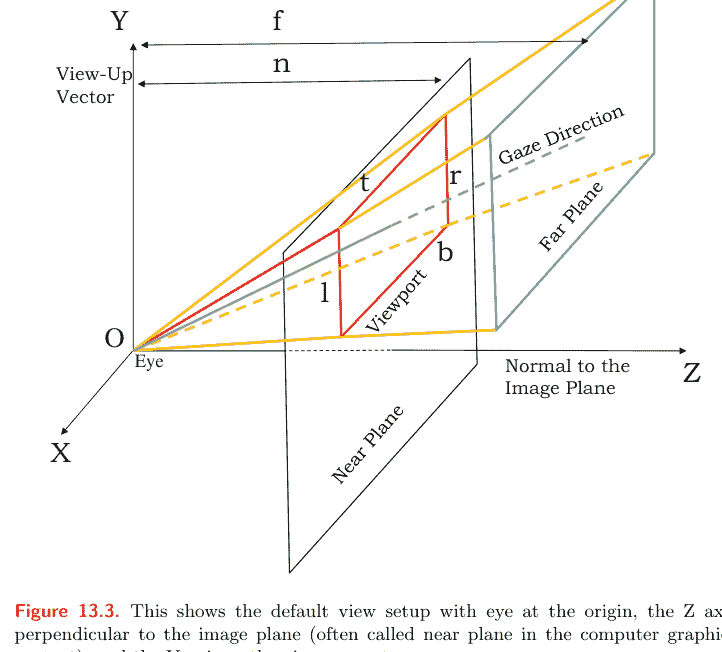 Y
f
n
View-Up
Vector
t
r
Gaze Direction
Far Plane
b
l
Viewport
O
Eye
Normal to the
Image Plane
Z
X
Near Plane
Figure 13.3. This shows the default view setup with eye at the origin, the Z
perpendicular to the image plane (often called near plane in the computer